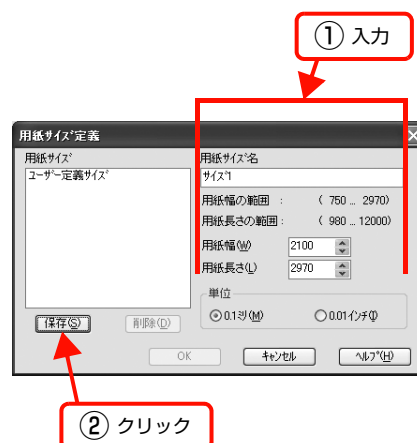 ① 入力
用紙サイズ定義
用紙サイズ
ユーザー定義サイズ
用紙サイズ名
サイズ1
用紙幅の範囲 : ( 750 ... 2970)
用紙長さの範囲 : ( 980 ... 12000)
用紙幅(W) 2100
用紙長さ(L) 2970
単位
0.1ミリ(M) 0.01インチ(I)
保存(S) 削除(D)
OK キャンセル ヘルプ(H)
② クリック